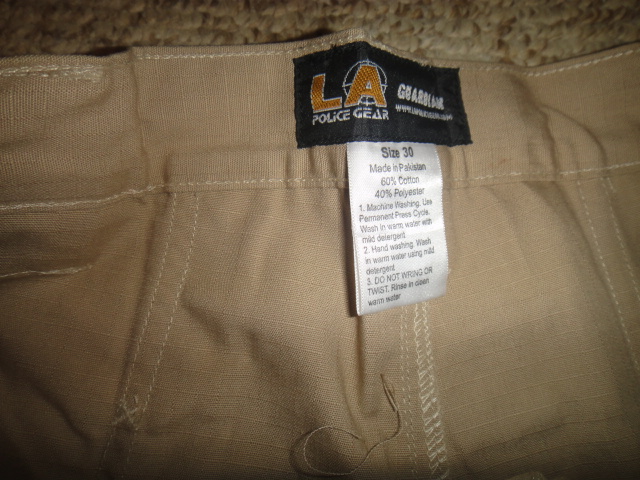 LA
POLICE GEAR
GUARDIAN
Size 30
Made in Pakistan
60% Cotton
40% Polyester
1. Machine Washing. Use
Permanent Press Cycle.
Wash in warm water with
mild detergent
2. Hand washing. Wash
in warm water using mild
detergent
3. DO NOT WRING OR
TWIST. Rinse in clean
warm water